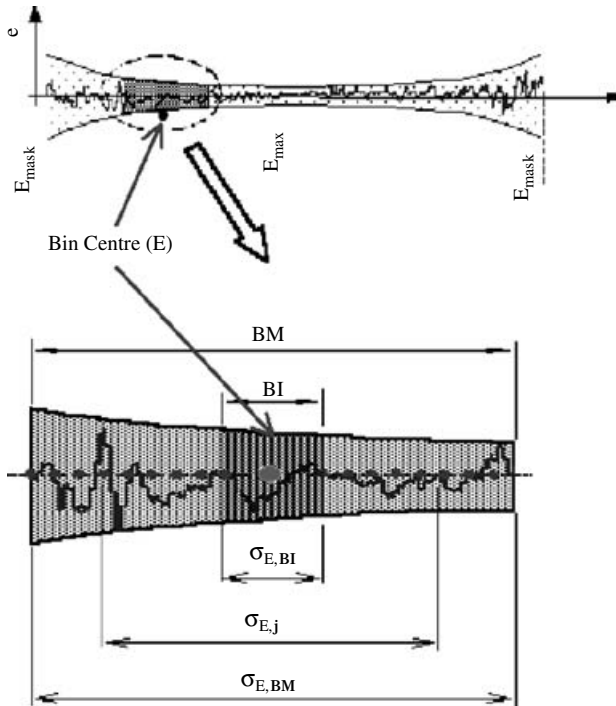 e
E_mask
E_max
E_mask
Bin Centre (E)
BM
BI
σ_E,BI
σ_E,j
σ_E,BM